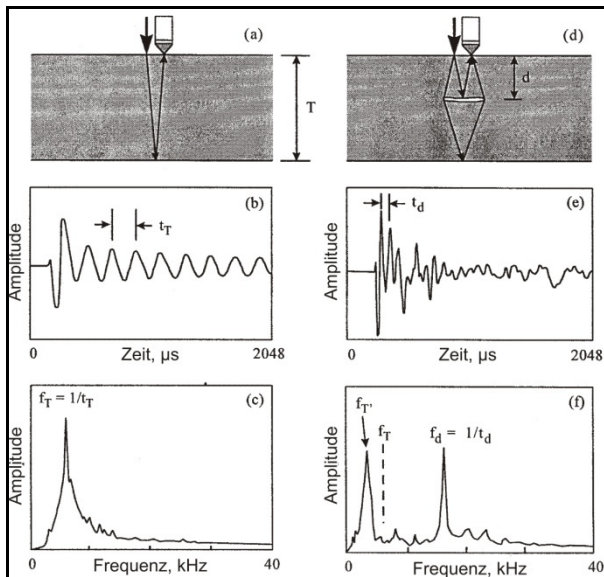 (a)
T
(d)
d
(b)
t_T
Amplitude
0
Zeit, µs
2048
(e)
t_d
Amplitude
0
Zeit, µs
2048
f_T = 1/t_T
(c)
Amplitude
0
Frequenz, kHz
40
f_T'
f_T
f_d = 1/t_d
(f)
Amplitude
0
Frequenz, kHz
40